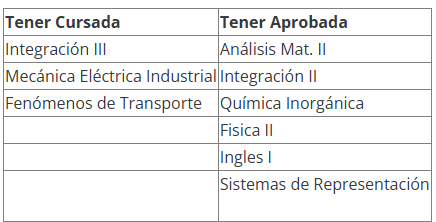 Tener Cursada Tener Aprobada
Integración III Análisis Mat. II
Mecánica Eléctrica Industrial Integración II
Fenómenos de Transporte Química Inorgánica
Fisica II
Ingles I
Sistemas de Representación